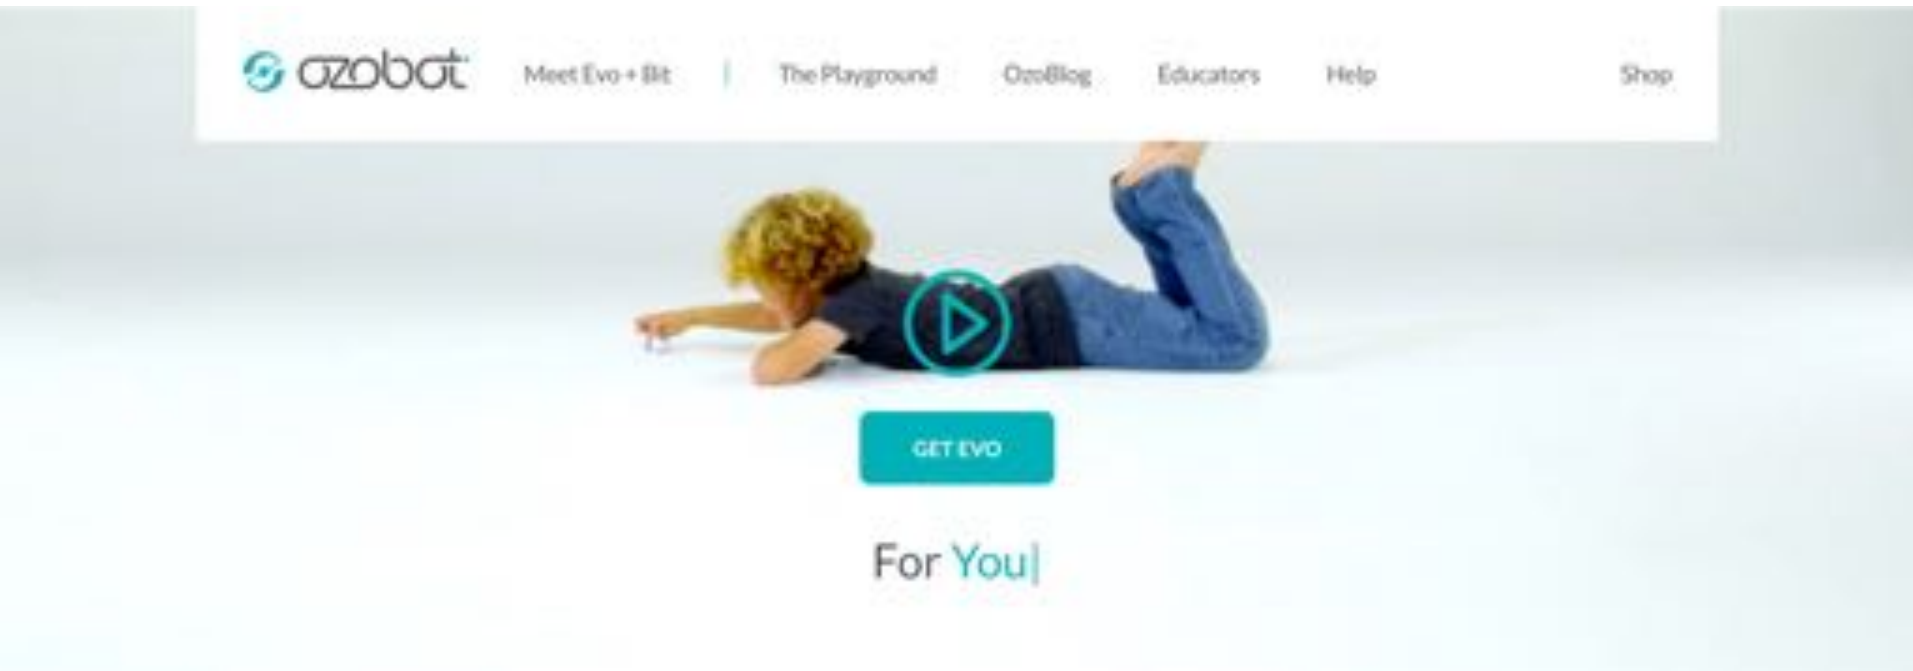 ozobot Meet Evo + Bit | The Playground OzoBlog Educators Help Shop
GET EVO
For You|